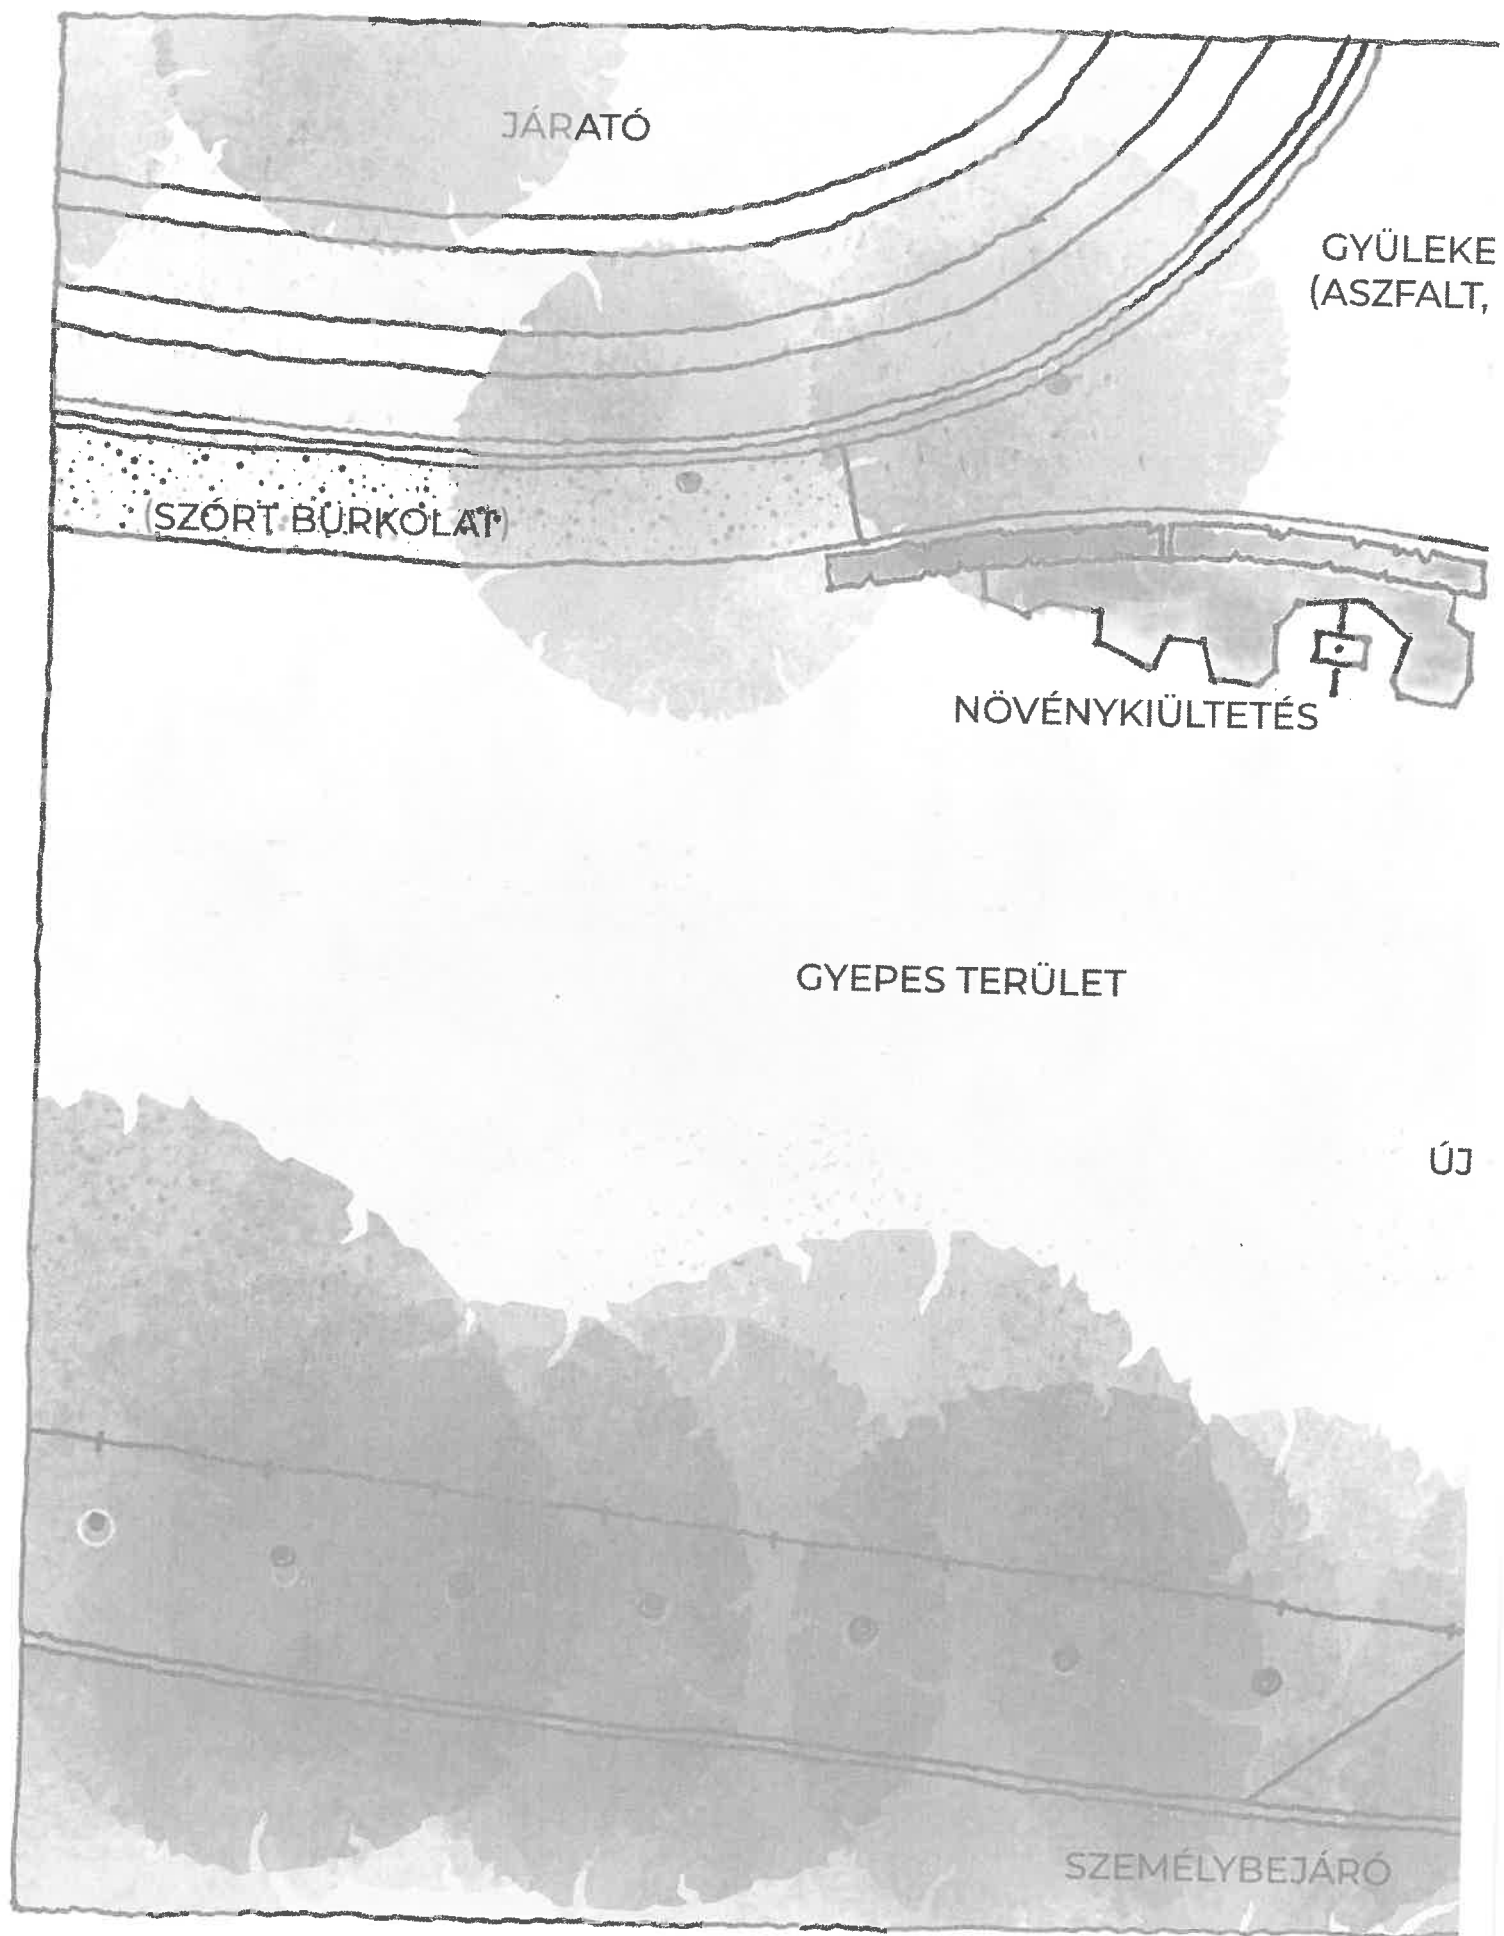 JÁRATÓ
GYÜLEKE
(ASZFALT,
(SZÓRT BURKOLAT)
NÖVÉNYKIÜLTETÉS
GYEPES TERÜLET
ÚJ
SZEMÉLYBEJÁRÓ